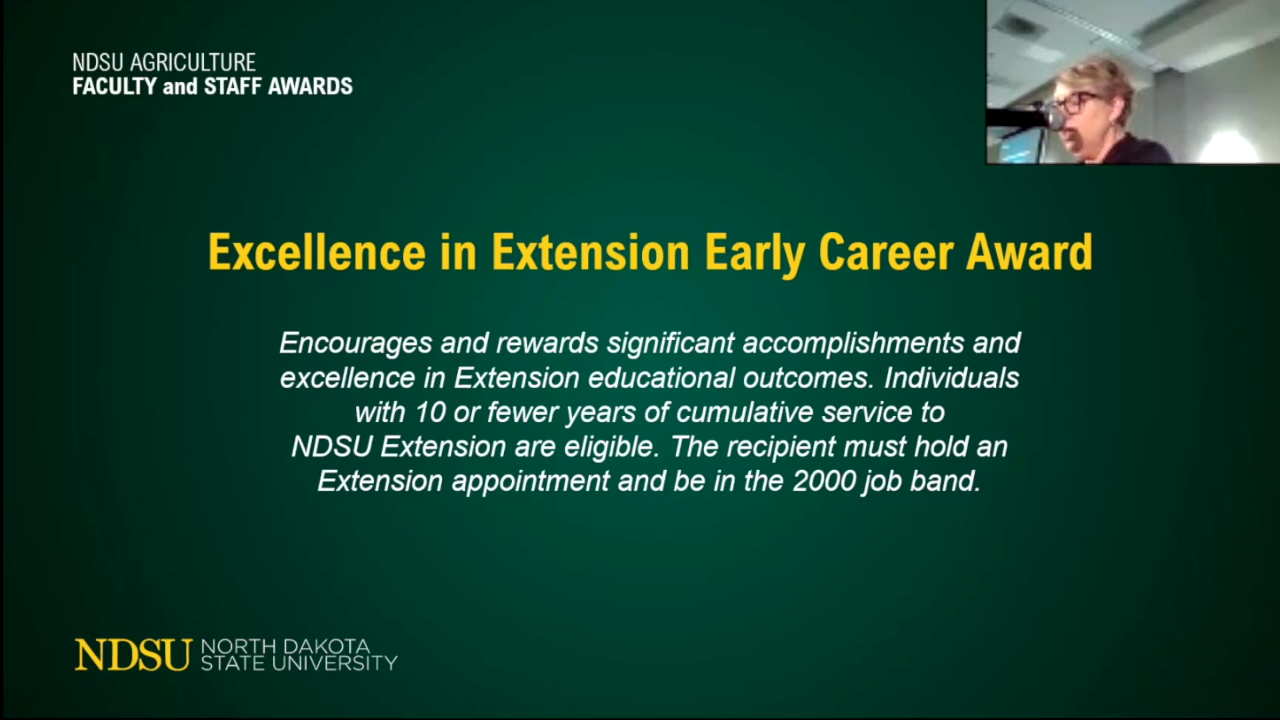 NDSU AGRICULTURE
FACULTY and STAFF AWARDS
Excellence in Extension Early Career Award
Encourages and rewards significant accomplishments and
excellence in Extension educational outcomes. Individuals
with 10 or fewer years of cumulative service to
NDSU Extension are eligible. The recipient must hold an
Extension appointment and be in the 2000 job band.
NDSU NORTH DAKOTA
STATE UNIVERSITY